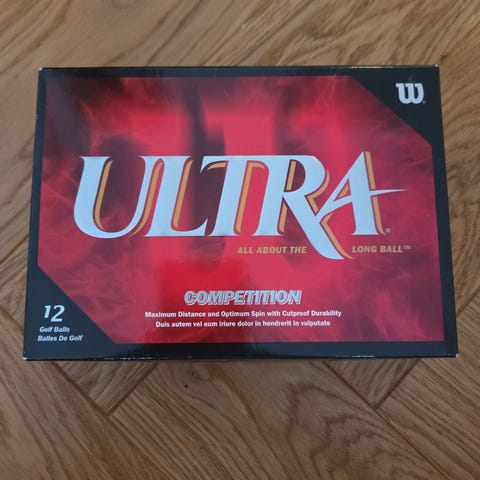 W
ULTRA®
ALL ABOUT THE LONG BALL™
COMPETITION
Maximum Distance and Optimum Spin with Cutproof Durability
Duis autem vel eum iriure dolor in hendrerit in vulputate
12
Golf Balls
Balles De Golf